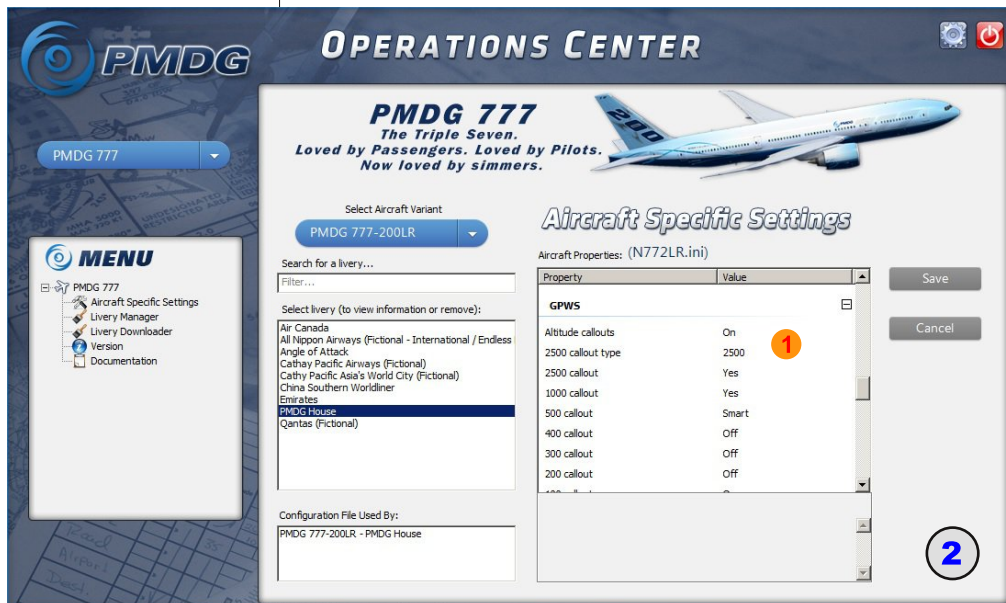 PMDG
OPERATIONS CENTER
PMDG 777
The Triple Seven.
Loved by Passengers. Loved by Pilots.
Now loved by simmers.
200
PMDG 777
Select Aircraft Variant
PMDG 777-200LR
Aircraft Specific Settings
MENU
PMDG 777
Aircraft Specific Settings
Livery Manager
Livery Downloader
Version
Documentation
Search for a livery...
Filter...
Select livery (to view information or remove):
Air Canada
All Nippon Airways (Fictional - International / Endless
Angle of Attack
Cathay Pacific Airways (Fictional)
Cathy Pacific Asia's World City (Fictional)
China Southern Worldliner
Emirates
PMDG House
Qantas (Fictional)
Configuration File Used By:
PMDG 777-200LR - PMDG House
Aircraft Properties: (N772LR.ini)
Property Value
GPWS
Altitude callouts On
2500 callout type 2500
2500 callout Yes
1000 callout Yes
500 callout Smart
400 callout Off
300 callout Off
200 callout Off
1
Save
Cancel
2